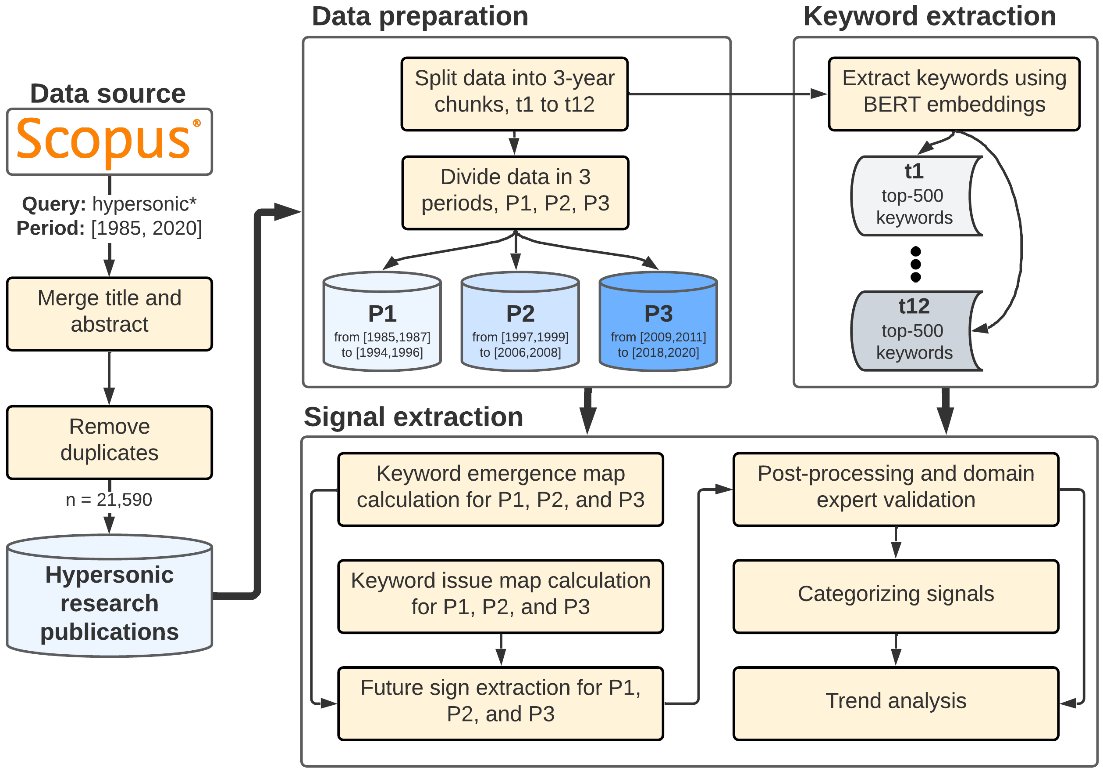 Data source
Scopus®
Query: hypersonic*
Period: [1985, 2020]
Merge title and
abstract
Remove
duplicates
n = 21,590
Hypersonic
research
publications
Data preparation
Split data into 3-year
chunks, t1 to t12
Divide data in 3
periods, P1, P2, P3
P1
from [1985,1987]
to [1994,1996]
P2
from [1997,1999]
to [2006,2008]
P3
from [2009,2011]
to [2018,2020]
Keyword extraction
Extract keywords using
BERT embeddings
t1
top-500
keywords
t12
top-500
keywords
Signal extraction
Keyword emergence map
calculation for P1, P2, and P3
Keyword issue map calculation
for P1, P2, and P3
Future sign extraction for P1,
P2, and P3
Post-processing and domain
expert validation
Categorizing signals
Trend analysis